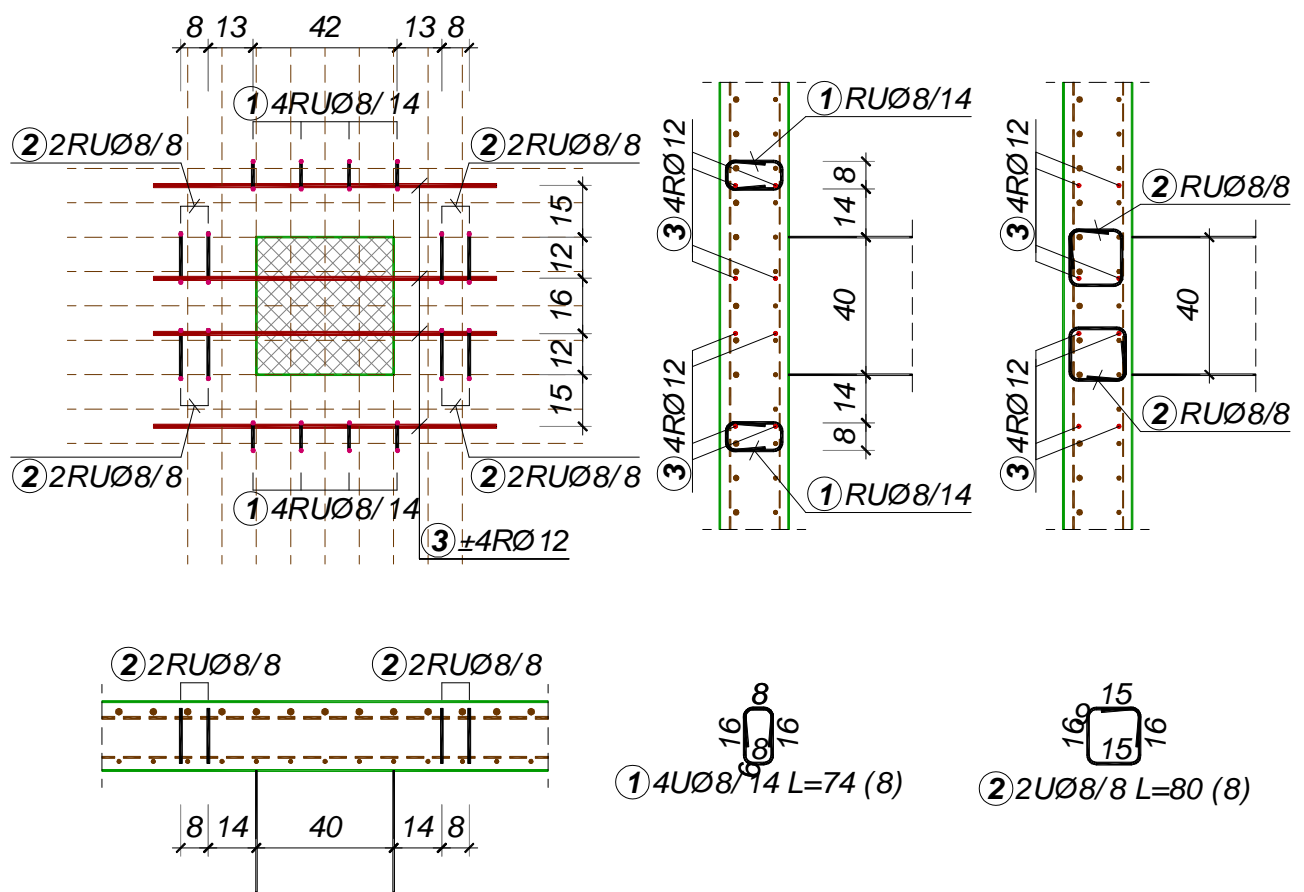 8 13 42 13 8
① 4RUØ8/14
② 2RUØ8/8
② 2RUØ8/8
15
12
16
12
15
② 2RUØ8/8
② 2RUØ8/8
① 4RUØ8/14
③ ±4RØ12
① RUØ8/14
③ 4RØ12
8
14
40
③ 4RØ12
14
8
① RUØ8/14
③ 4RØ12
② RUØ8/8
40
③ 4RØ12
② RUØ8/8
② 2RUØ8/8
② 2RUØ8/8
8 14 40 14 8
8
16 16
8
9
① 4UØ8/14 L=74 (8)
15
9
16 16
15
② 2UØ8/8 L=80 (8)